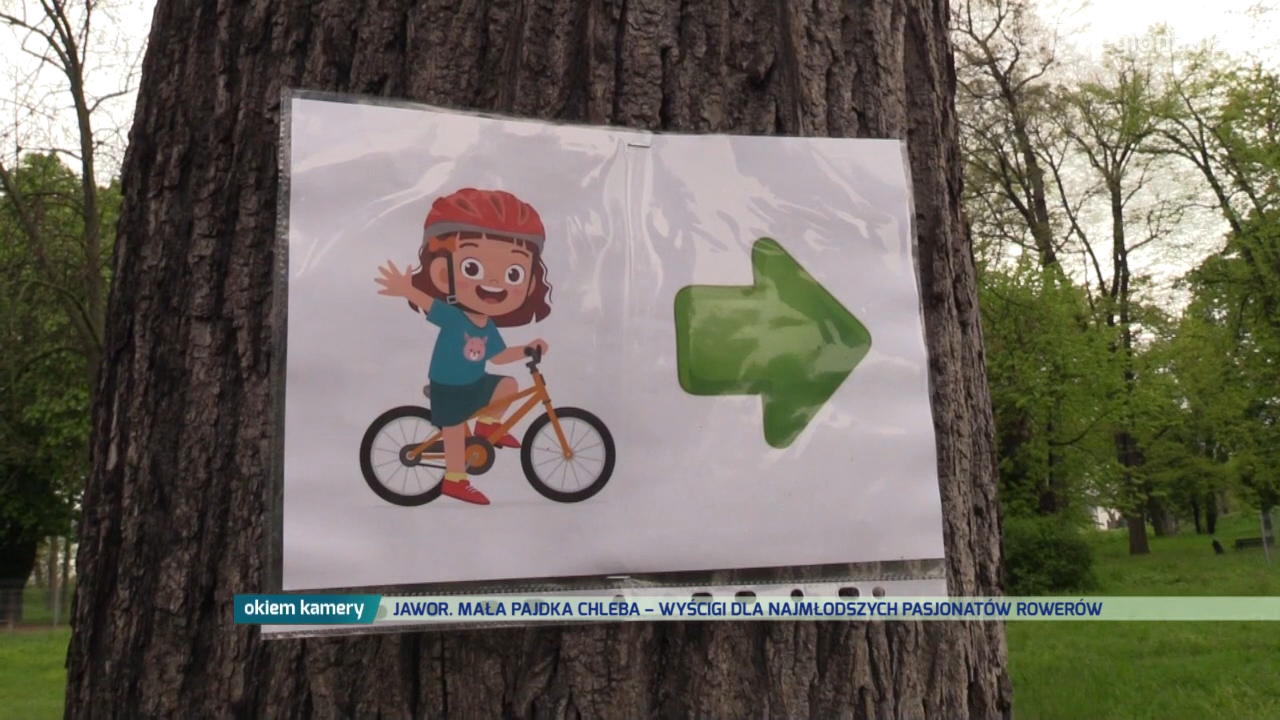 okiem kamery
JAWOR. MAŁA PAJDKA CHLEBA – WYŚCIGI DLA NAJMŁODSZYCH PASJONATÓW ROWERÓW